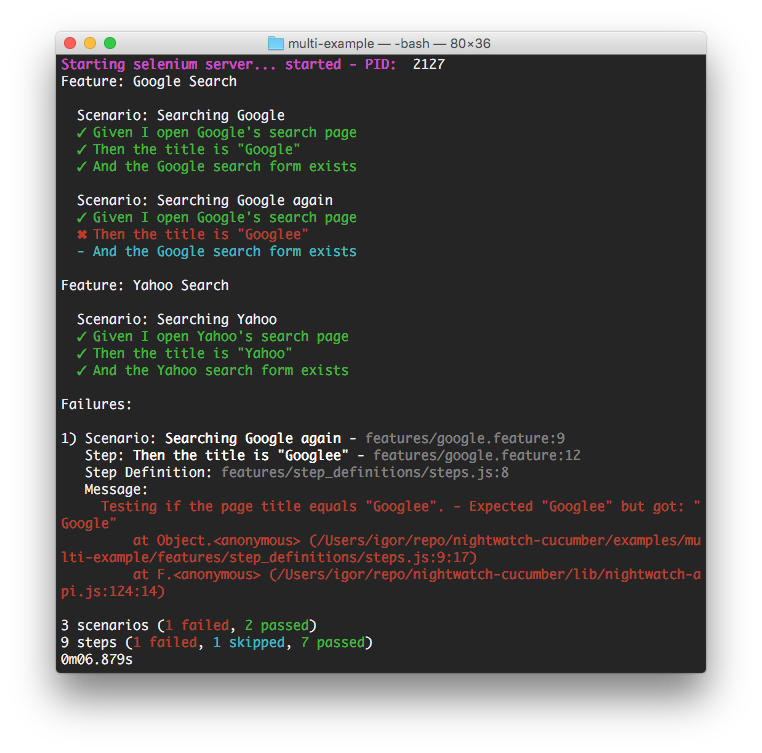 multi-example — -bash — 80×36
Starting selenium server... started - PID:  2127
Feature: Google Search
Scenario: Searching Google
✓ Given I open Google's search page
✓ Then the title is "Google"
✓ And the Google search form exists
Scenario: Searching Google again
✓ Given I open Google's search page
✖ Then the title is "Googlee"
- And the Google search form exists
Feature: Yahoo Search
Scenario: Searching Yahoo
✓ Given I open Yahoo's search page
✓ Then the title is "Yahoo"
✓ And the Yahoo search form exists
Failures:
1) Scenario: Searching Google again - features/google.feature:9
Step: Then the title is "Googlee" - features/google.feature:12
Step Definition: features/step_definitions/steps.js:8
Message:
Testing if the page title equals "Googlee". - Expected "Googlee" but got: "
Google"
at Object.<anonymous> (/Users/igor/repo/nightwatch-cucumber/examples/mu
lti-example/features/step_definitions/steps.js:9:17)
at F.<anonymous> (/Users/igor/repo/nightwatch-cucumber/lib/nightwatch-a
pi.js:124:14)
3 scenarios (1 failed, 2 passed)
9 steps (1 failed, 1 skipped, 7 passed)
0m06.879s